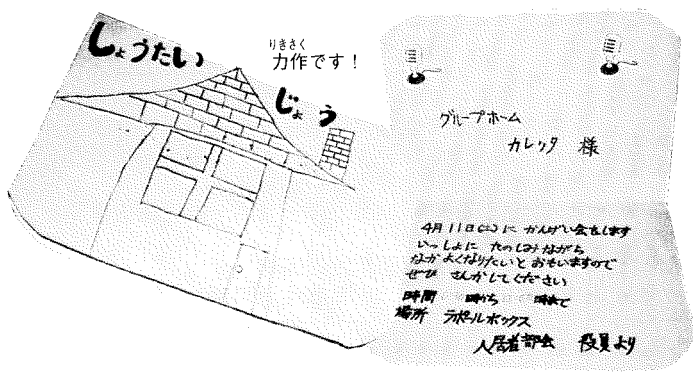 しょうたい
じょう
りきさく
力作です！
グループホーム
カレッタ 様
4月11日(土)に かんげい会をします
いっしょに たのしみながら
なかよくなりたいと おもいますので
ぜひ さんかしてください
時間 時から 時まで
場所 ラポールボックス
入居者部会 役員より